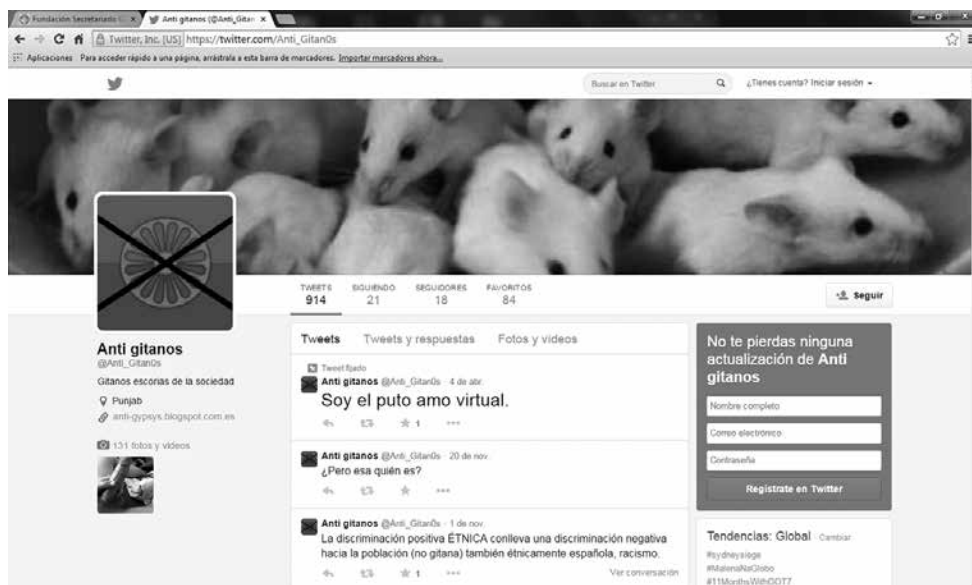 Fundación Secretariado G
Anti gitanos (@Anti_Gitan
Twitter, Inc. [US] https://twitter.com/Anti_Gitan0s
Aplicaciones Para acceder rápido a una página, arrástrala a esta barra de marcadores. Importar marcadores ahora...
Buscar en Twitter
¿Tienes cuenta? Iniciar sesión
TWEETS SIGUIENDO SEGUIDORES FAVORITOS
914 21 18 84
Seguir
Anti gitanos
@Anti_Gitan0s
Gitanos escorias de la sociedad
Punjab
anti-gypsys.blogspot.com.es
131 fotos y vídeos
Tweets Tweets y respuestas Fotos y vídeos
Tweet fijado
Anti gitanos @Anti_Gitan0s · 4 de abr.
Soy el puto amo virtual.
1
Anti gitanos @Anti_Gitan0s · 20 de nov.
¿Pero esa quién es?
Anti gitanos @Anti_Gitan0s · 1 de nov.
La discriminación positiva ÉTNICA conlleva una discriminación negativa
hacia la población (no gitana) también étnicamente española, racismo.
1
Ver conversación
No te pierdas ninguna
actualización de Anti
gitanos
Nombre completo
Correo electrónico
Contraseña
Regístrate en Twitter
Tendencias: Global · Cambiar
#sydneysiege
#MalenaNaGlobo
#11MonthsWithGOT7